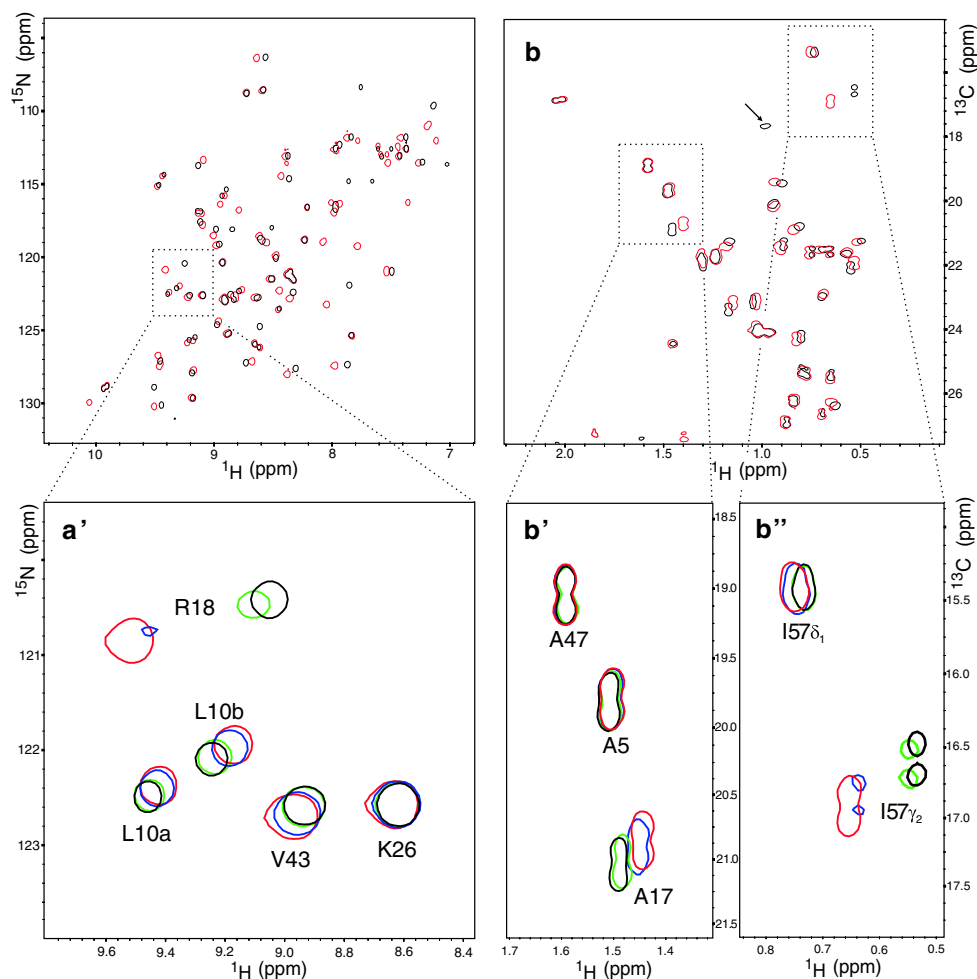 15N (ppm)
110
115
120
125
130
10
9
8
7
1H (ppm)
b
13C (ppm)
18
20
22
24
26
2.0
1.5
1.0
0.5
1H (ppm)
a’
15N (ppm)
121
122
123
R18
L10b
L10a
V43
K26
9.6
9.4
9.2
9.0
8.8
8.6
1H (ppm)
b’
18.5
19.0
19.5
20.0
20.5
21.0
21.5
A47
A5
A17
1.7
1.6
1.5
1.4
1H (ppm)
b’’
13C (ppm)
15.5
16.0
16.5
17.0
17.5
I57δ1
I57γ2
0.8
0.7
0.6
0.5
1H (ppm)